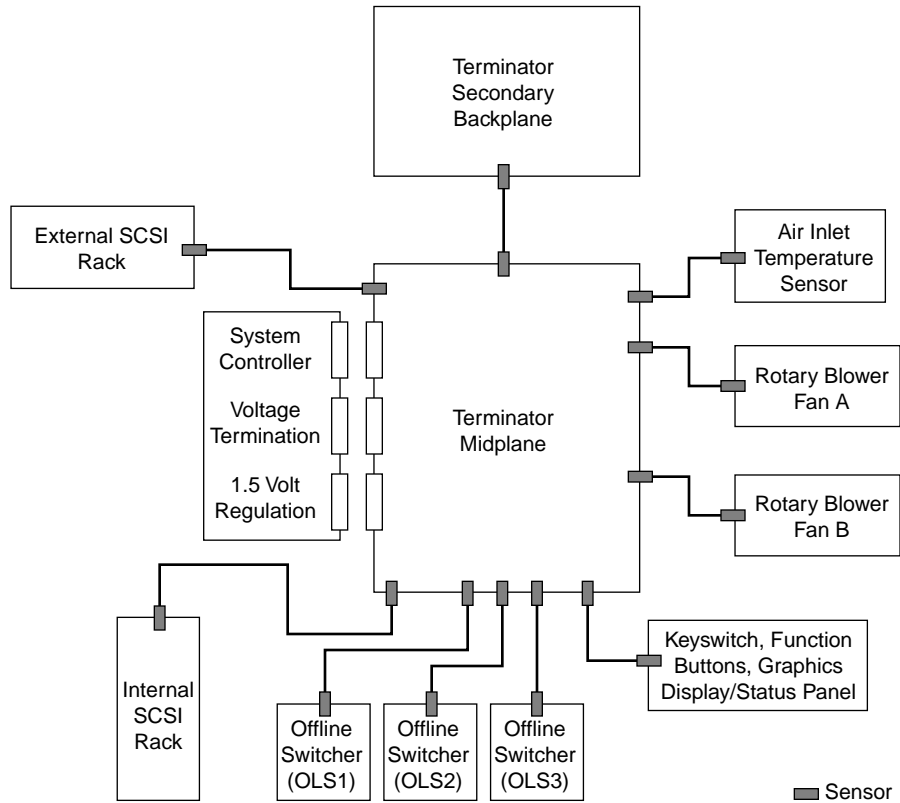 Terminator
Secondary
Backplane
External SCSI
Rack
Air Inlet
Temperature
Sensor
System
Controller
Voltage
Termination
1.5 Volt
Regulation
Terminator
Midplane
Rotary Blower
Fan A
Rotary Blower
Fan B
Internal
SCSI
Rack
Offline
Switcher
(OLS1)
Offline
Switcher
(OLS2)
Offline
Switcher
(OLS3)
Keyswitch, Function
Buttons, Graphics
Display/Status Panel
Sensor